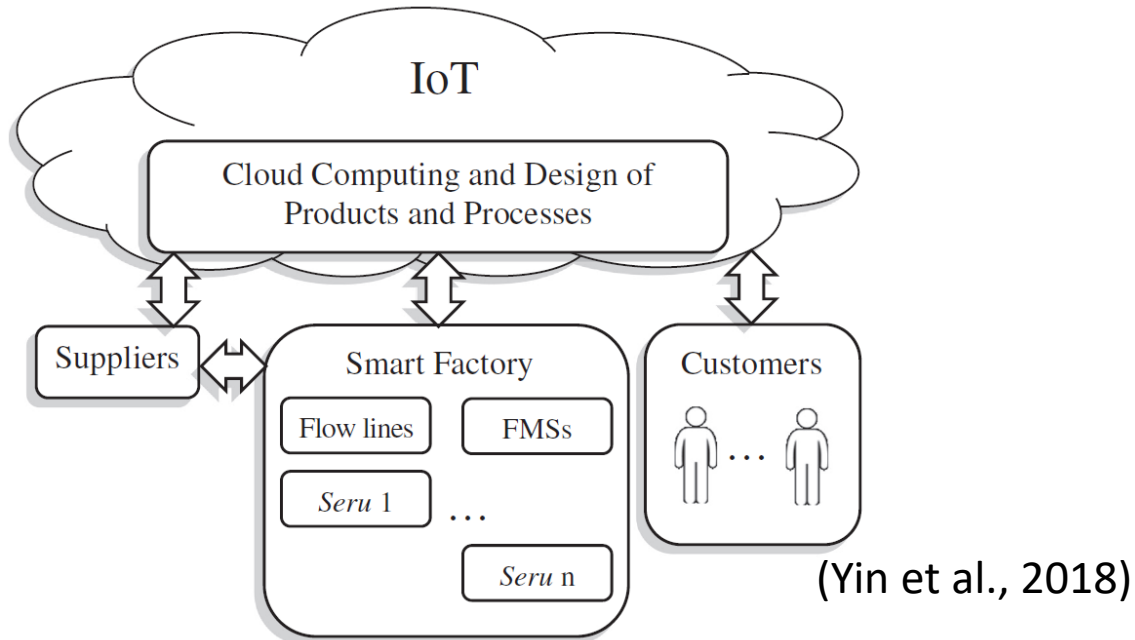 IoT
Cloud Computing and Design of
Products and Processes
Suppliers
Smart Factory
Flow lines
FMSs
Seru 1
...
Seru n
Customers
...
(Yin et al., 2018)